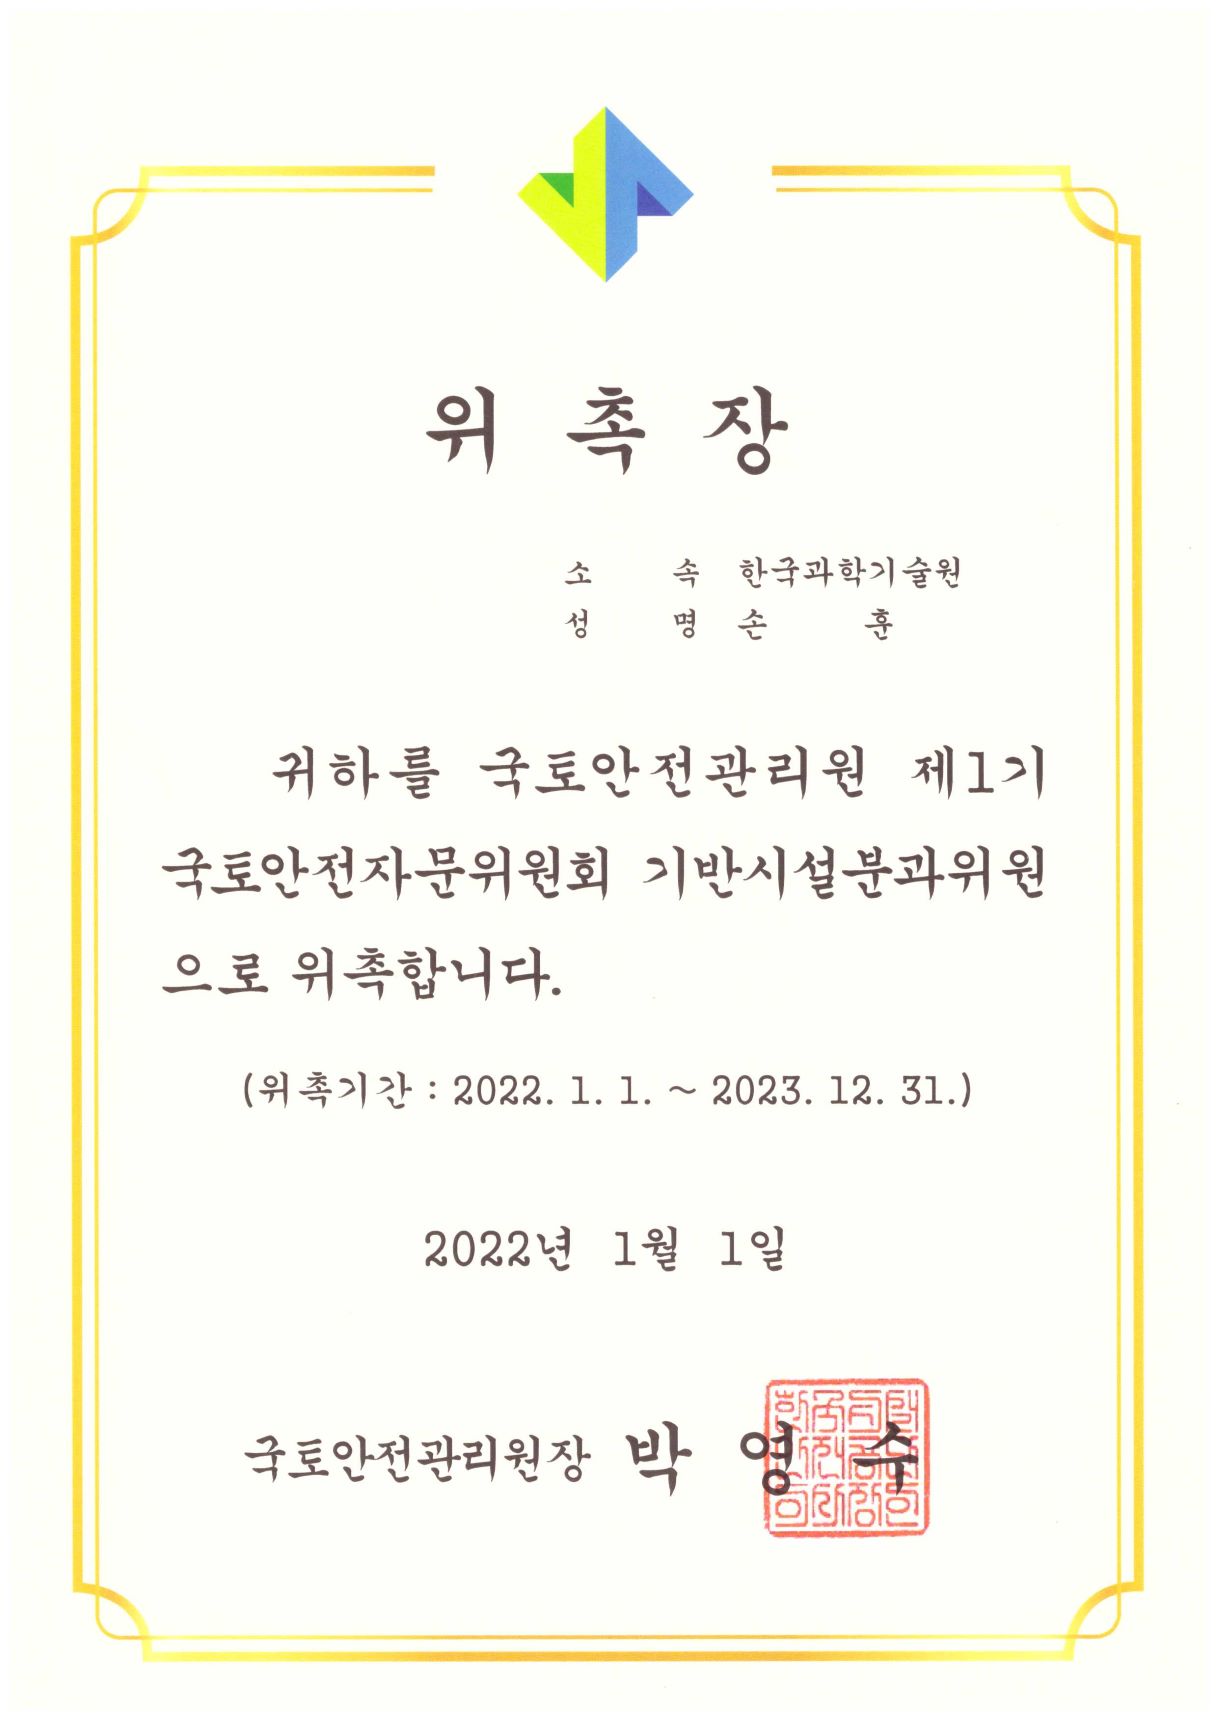 위 촉 장
소 속 한국과학기술원
성 명 손 훈
귀하를 국토안전관리원 제1기
국토안전자문위원회 기반시설분과위원
으로 위촉합니다.
(위촉기간 : 2022. 1. 1. ~ 2023. 12. 31.)
2022년 1월 1일
국토안전관리원장 박 영 수